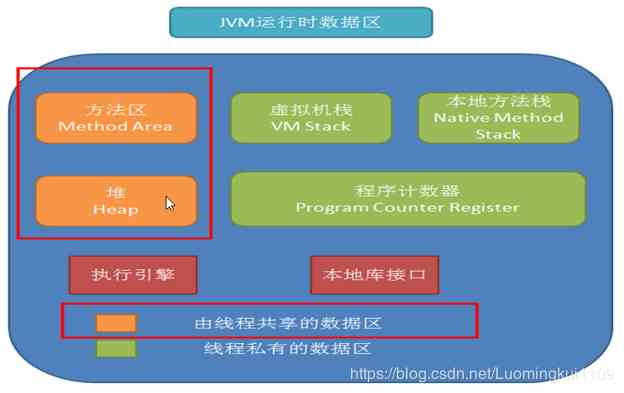 JVM运行时数据区
方法区
Method Area
虚拟机栈
VM Stack
本地方法栈
Native Method
Stack
堆
Heap
程序计数器
Program Counter Register
执行引擎
本地库接口
由线程共享的数据区
线程私有的数据区
https://blog.csdn.net/Luomingkui1109